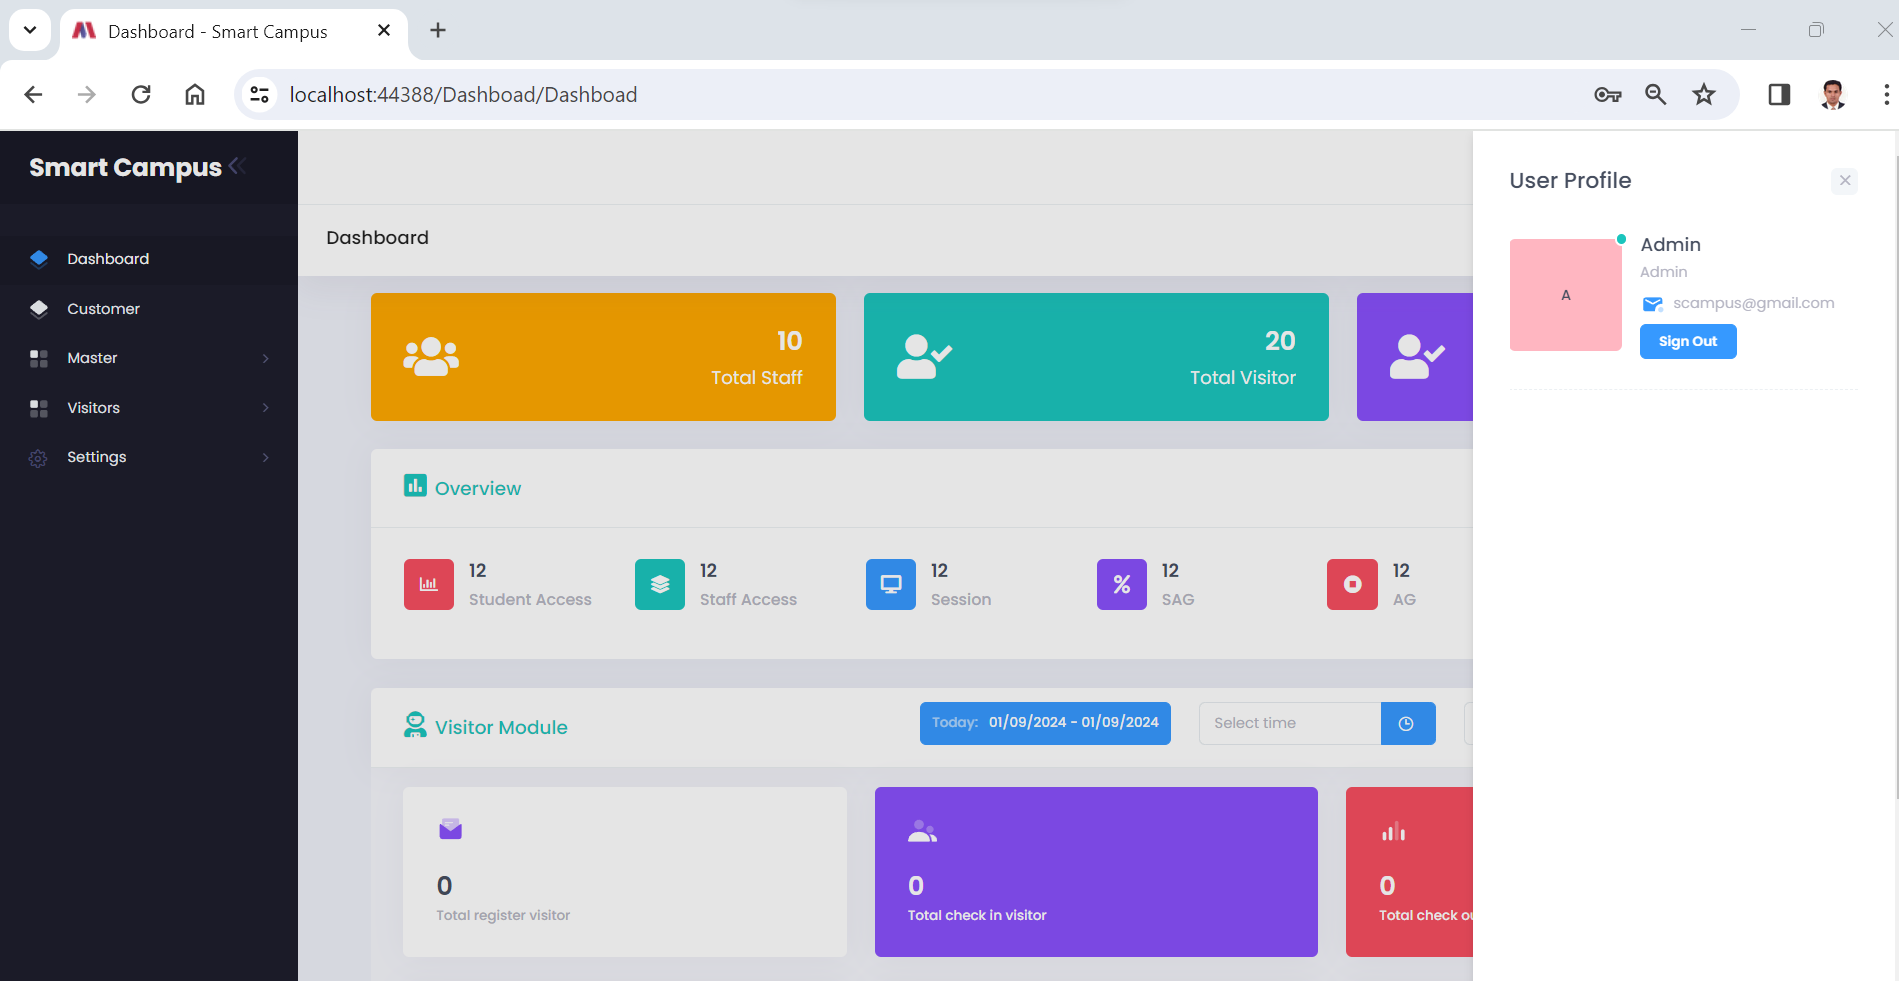 Dashboard - Smart Campus
localhost:44388/Dashboad/Dashboad
Smart Campus
Dashboard
Customer
Master
Visitors
Settings
Dashboard
10
Total Staff
20
Total Visitor
Overview
12
Student Access
12
Staff Access
12
Session
12
SAG
12
AG
Visitor Module
Today: 01/09/2024 - 01/09/2024
Select time
0
Total register visitor
0
Total check in visitor
0
Total check
User Profile
A
Admin
Admin
scampus@gmail.com
Sign Out